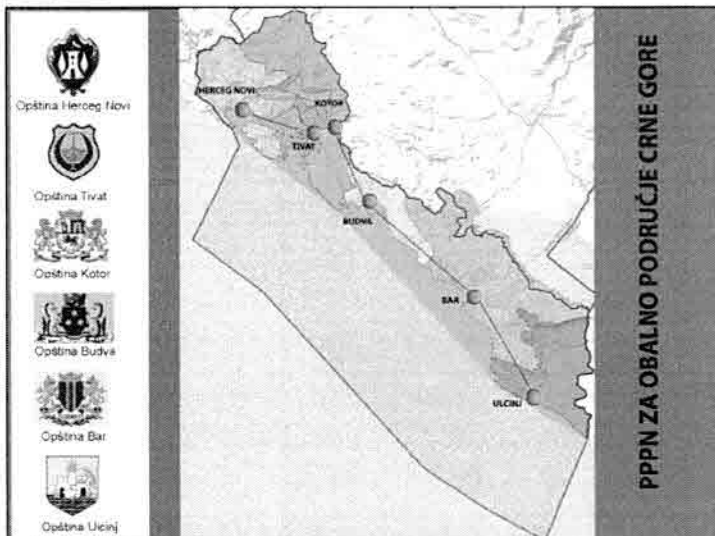 Opština Herceg Novi
Opština Tivat
Opština Kotor
Opština Budva
Opština Bar
Opština Ulcinj
HERCEG NOVI
KOTOR
TIVAT
BUDVA
BAR
ULCINJ
PPPN ZA OBALNO PODRUČJE CRNE GORE